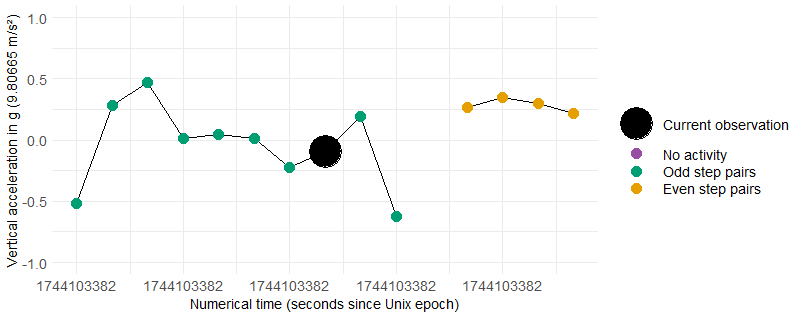 Vertical acceleration in g (9.80665 m/s²)
1.0
0.5
0.0
-0.5
-1.0
1744103382 1744103382 1744103382 1744103382 1744103382
Numerical time (seconds since Unix epoch)
Current observation
No activity
Odd step pairs
Even step pairs